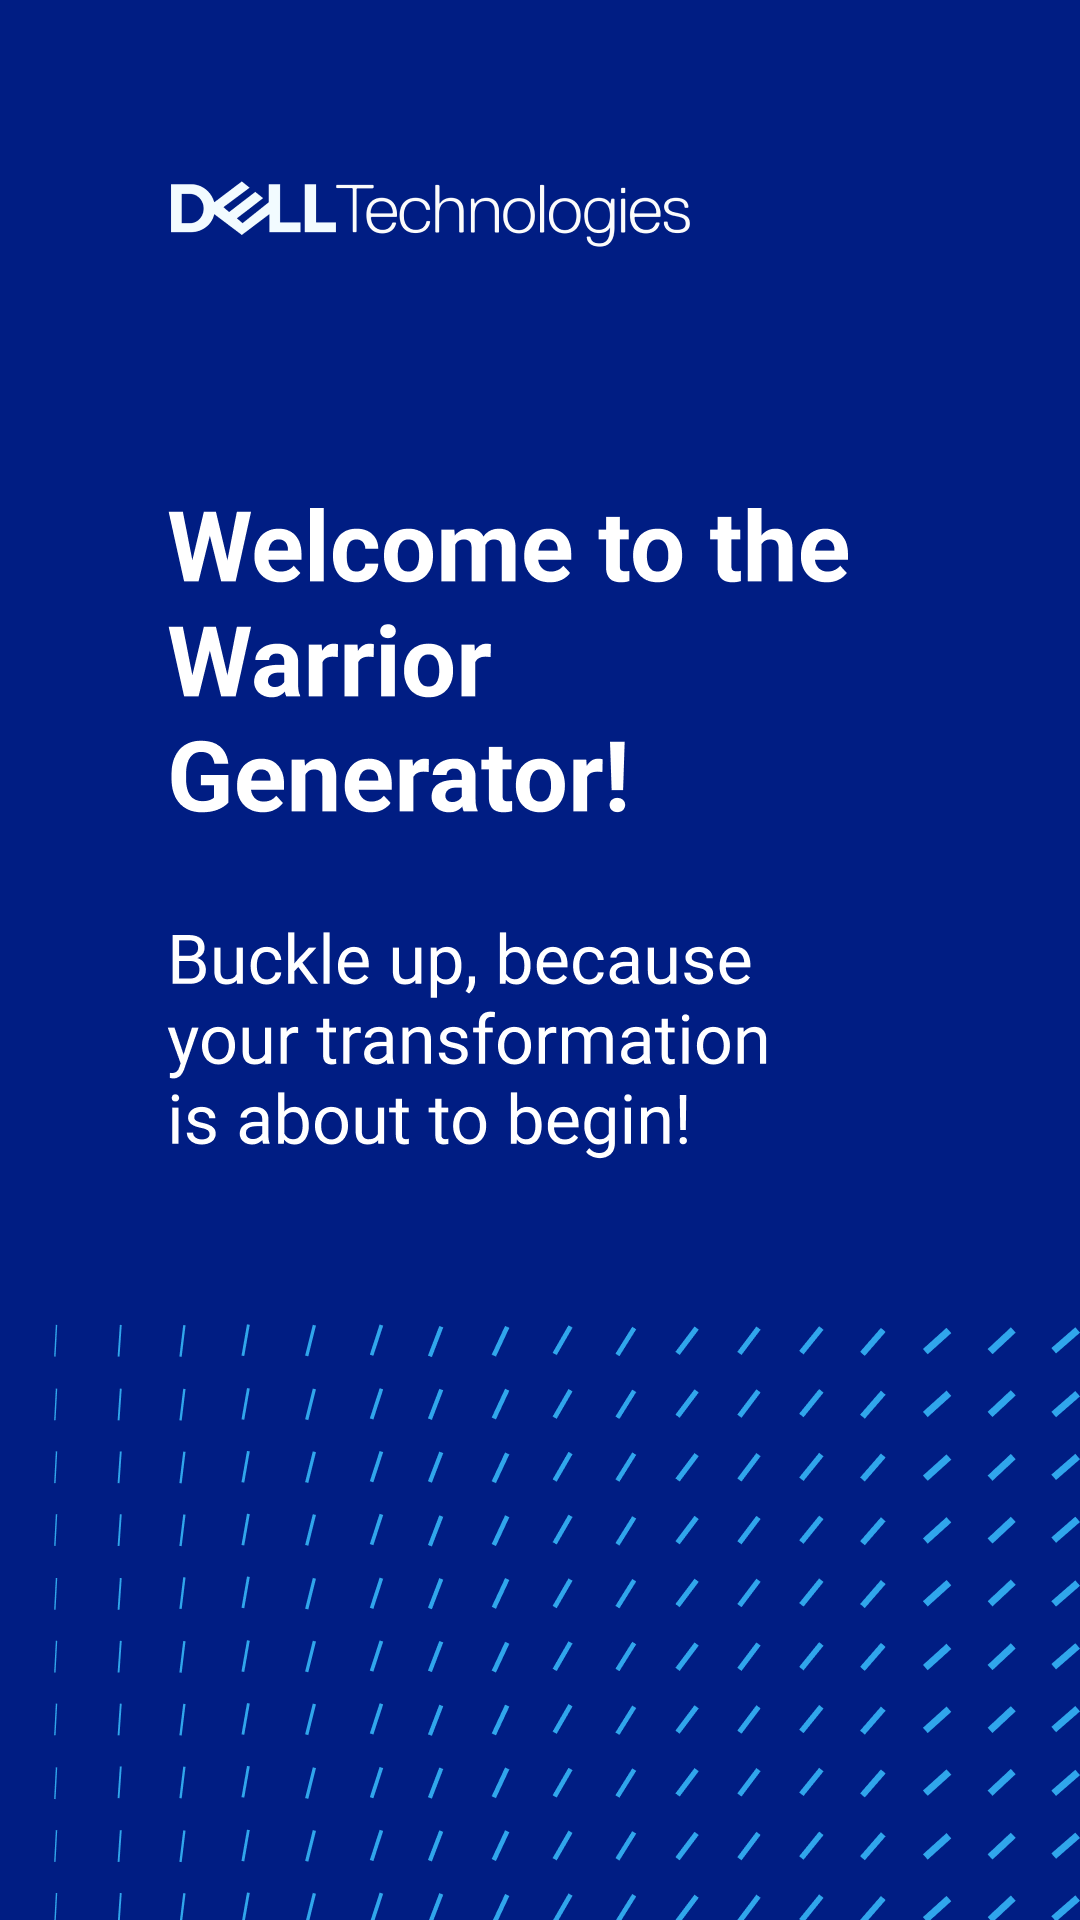 DELL Technologies
Welcome to the
Warrior
Generator!
Buckle up, because
your transformation
is about to begin!